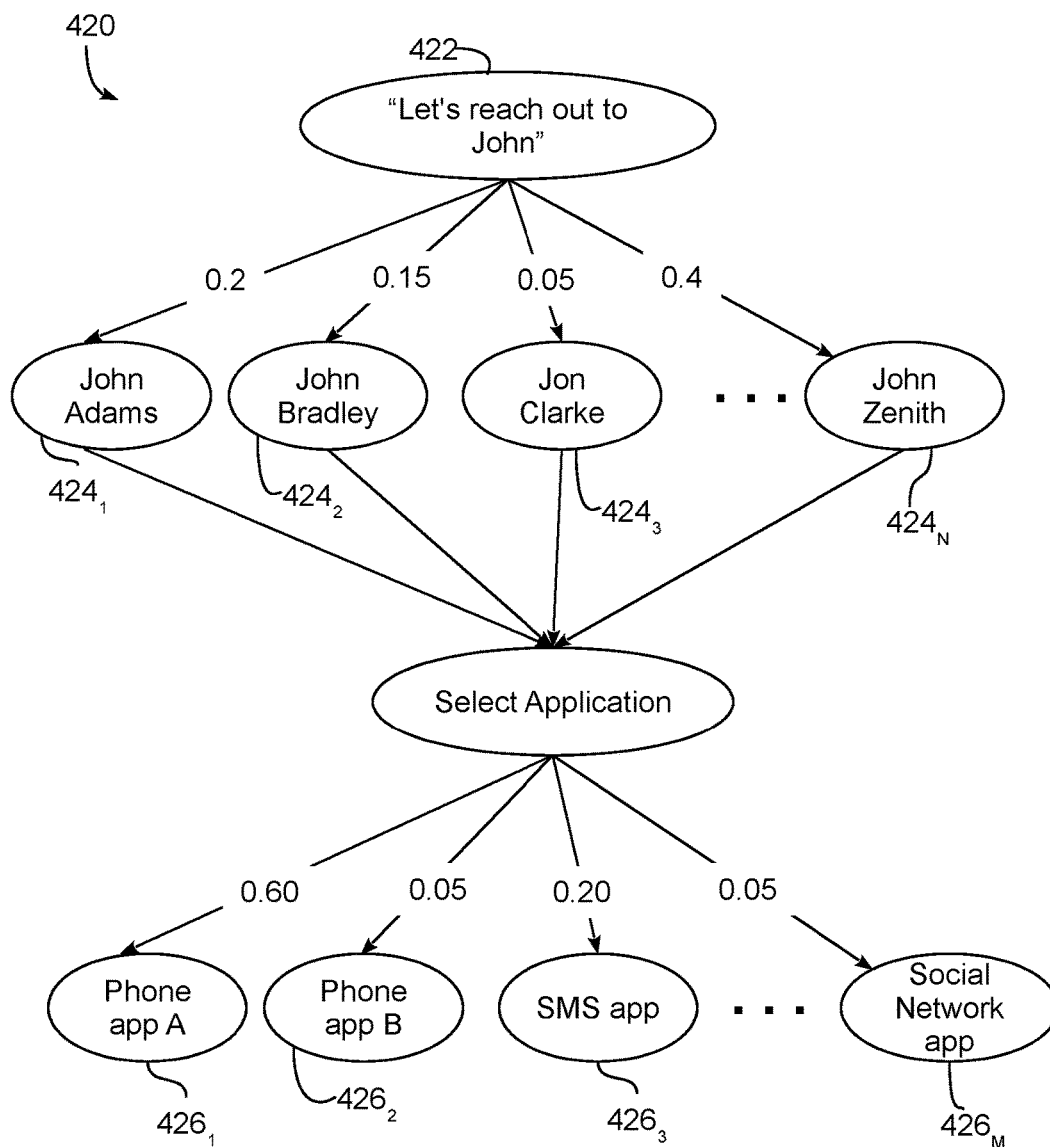 420
422
“Let's reach out to
John”
0.2
0.15
0.05
0.4
John
Adams
John
Bradley
Jon
Clarke
. . .
John
Zenith
424₁
424₂
424₃
424N
Select Application
0.60
0.05
0.20
0.05
Phone
app A
Phone
app B
SMS app
. . .
Social
Network
app
426₁
426₂
426₃
426M